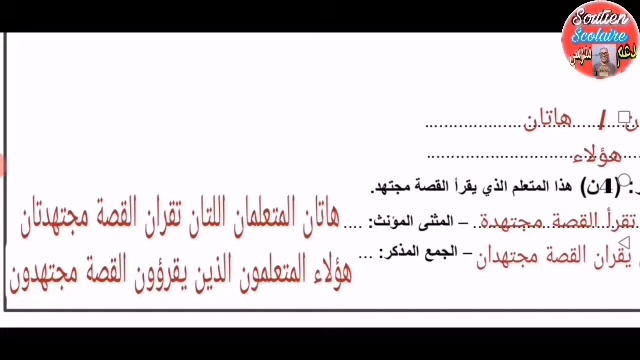 Soutien
Scolaire
ن / هاتان
هؤلاء
(4ن) هذا المتعلم الذي يقرأ القصة مجتهد.
تقرأ القصة مجتهدة – المثنى المؤنث: هاتان المتعلمان اللتان تقران القصة مجتهدتان
يقران القصة مجتهدان – الجمع المذكر: هؤلاء المتعلمون الذين يقرؤون القصة مجتهدون